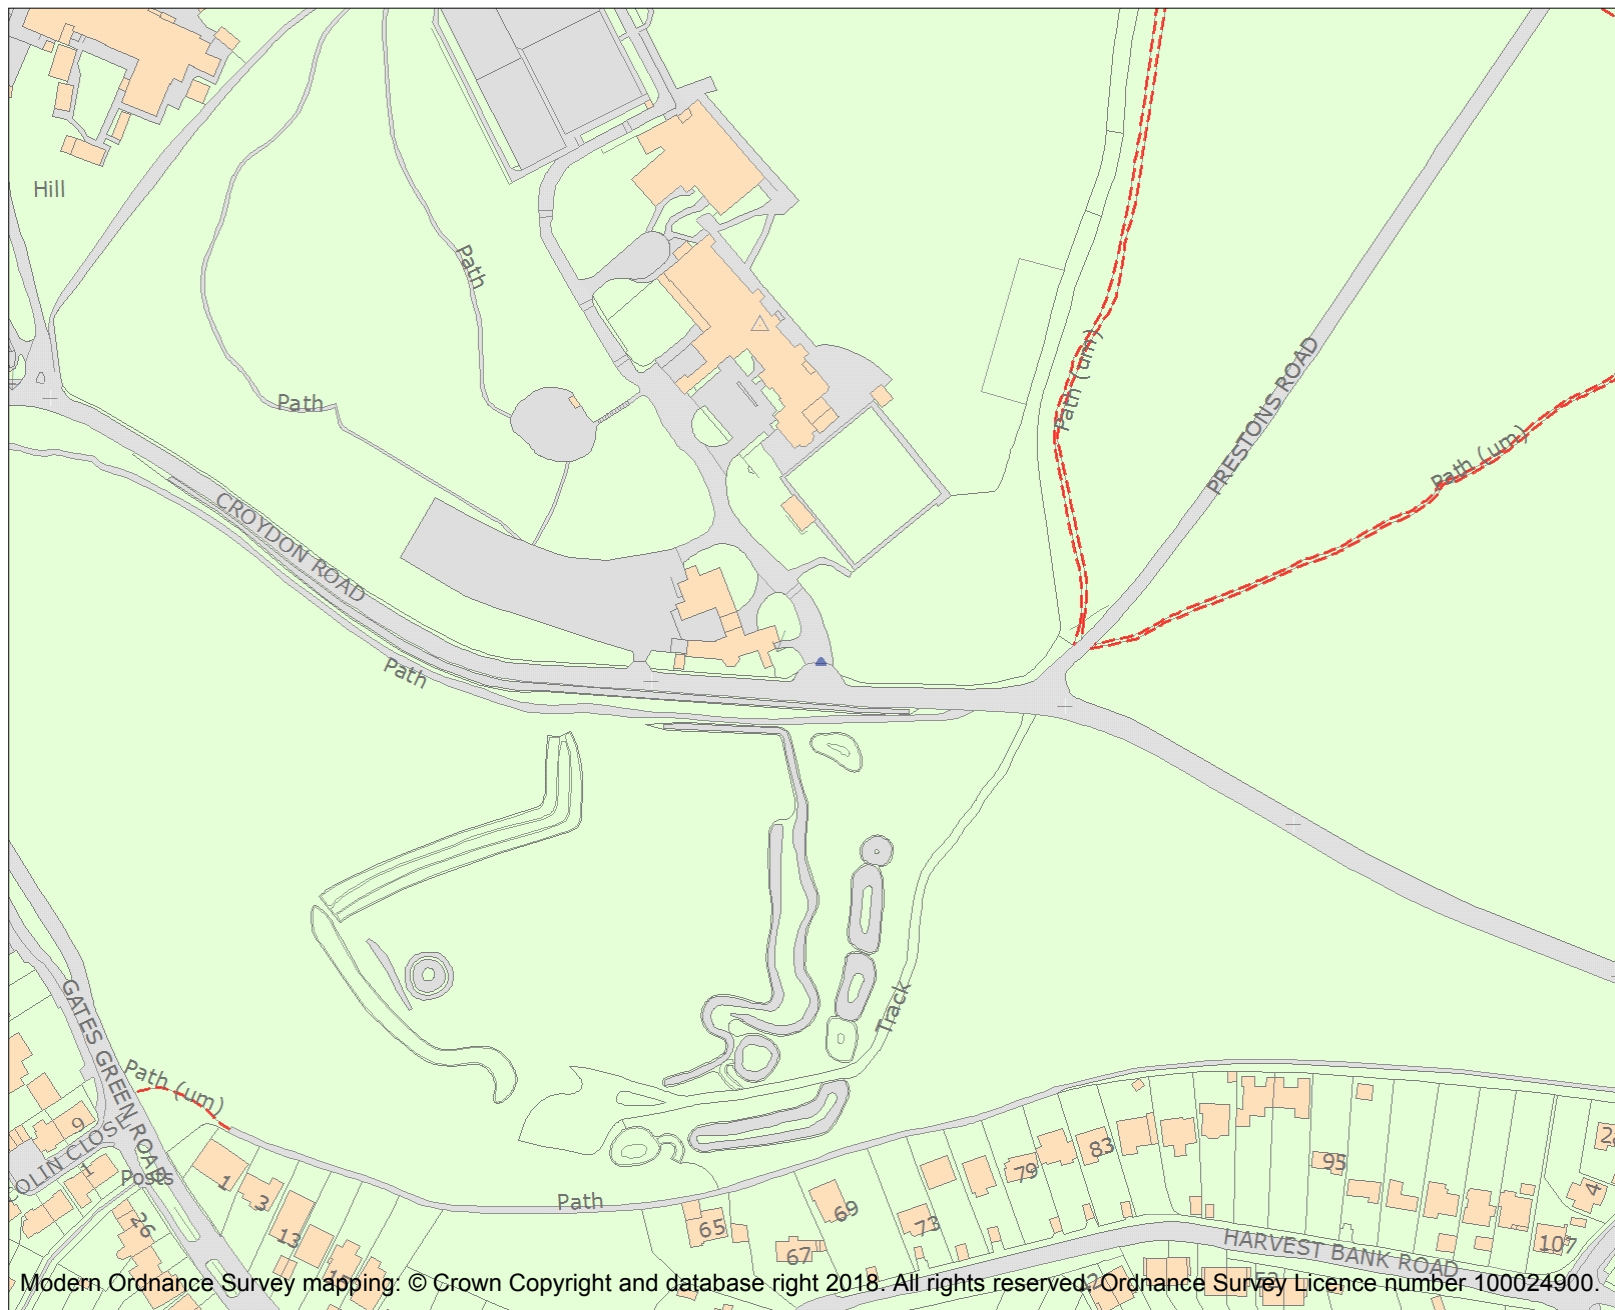 Hill
Path
Path
Path (um)
PRESTONS ROAD
Path (um)
CROYDON ROAD
Path
Track
GATES GREEN ROAD
Path (um)
9
COLIN CLOSE
1
Posts
1
3
26
13
Path
65
67
69
73
79
83
95
4
107
HARVEST BANK ROAD
Modern Ordnance Survey mapping: © Crown Copyright and database right 2018. All rights reserved. Ordnance Survey Licence number 100024900.